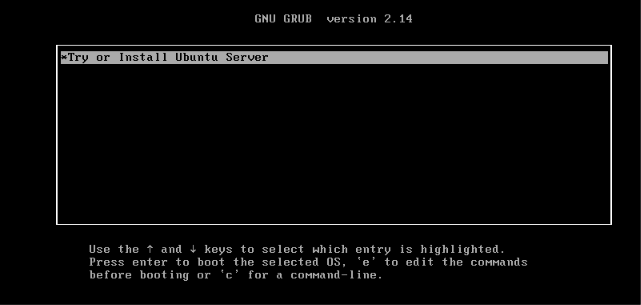 GNU GRUB  version 2.14
*Try or Install Ubuntu Server
Use the ↑ and ↓ keys to select which entry is highlighted.
Press enter to boot the selected OS, `e' to edit the commands
before booting or `c' for a command-line.